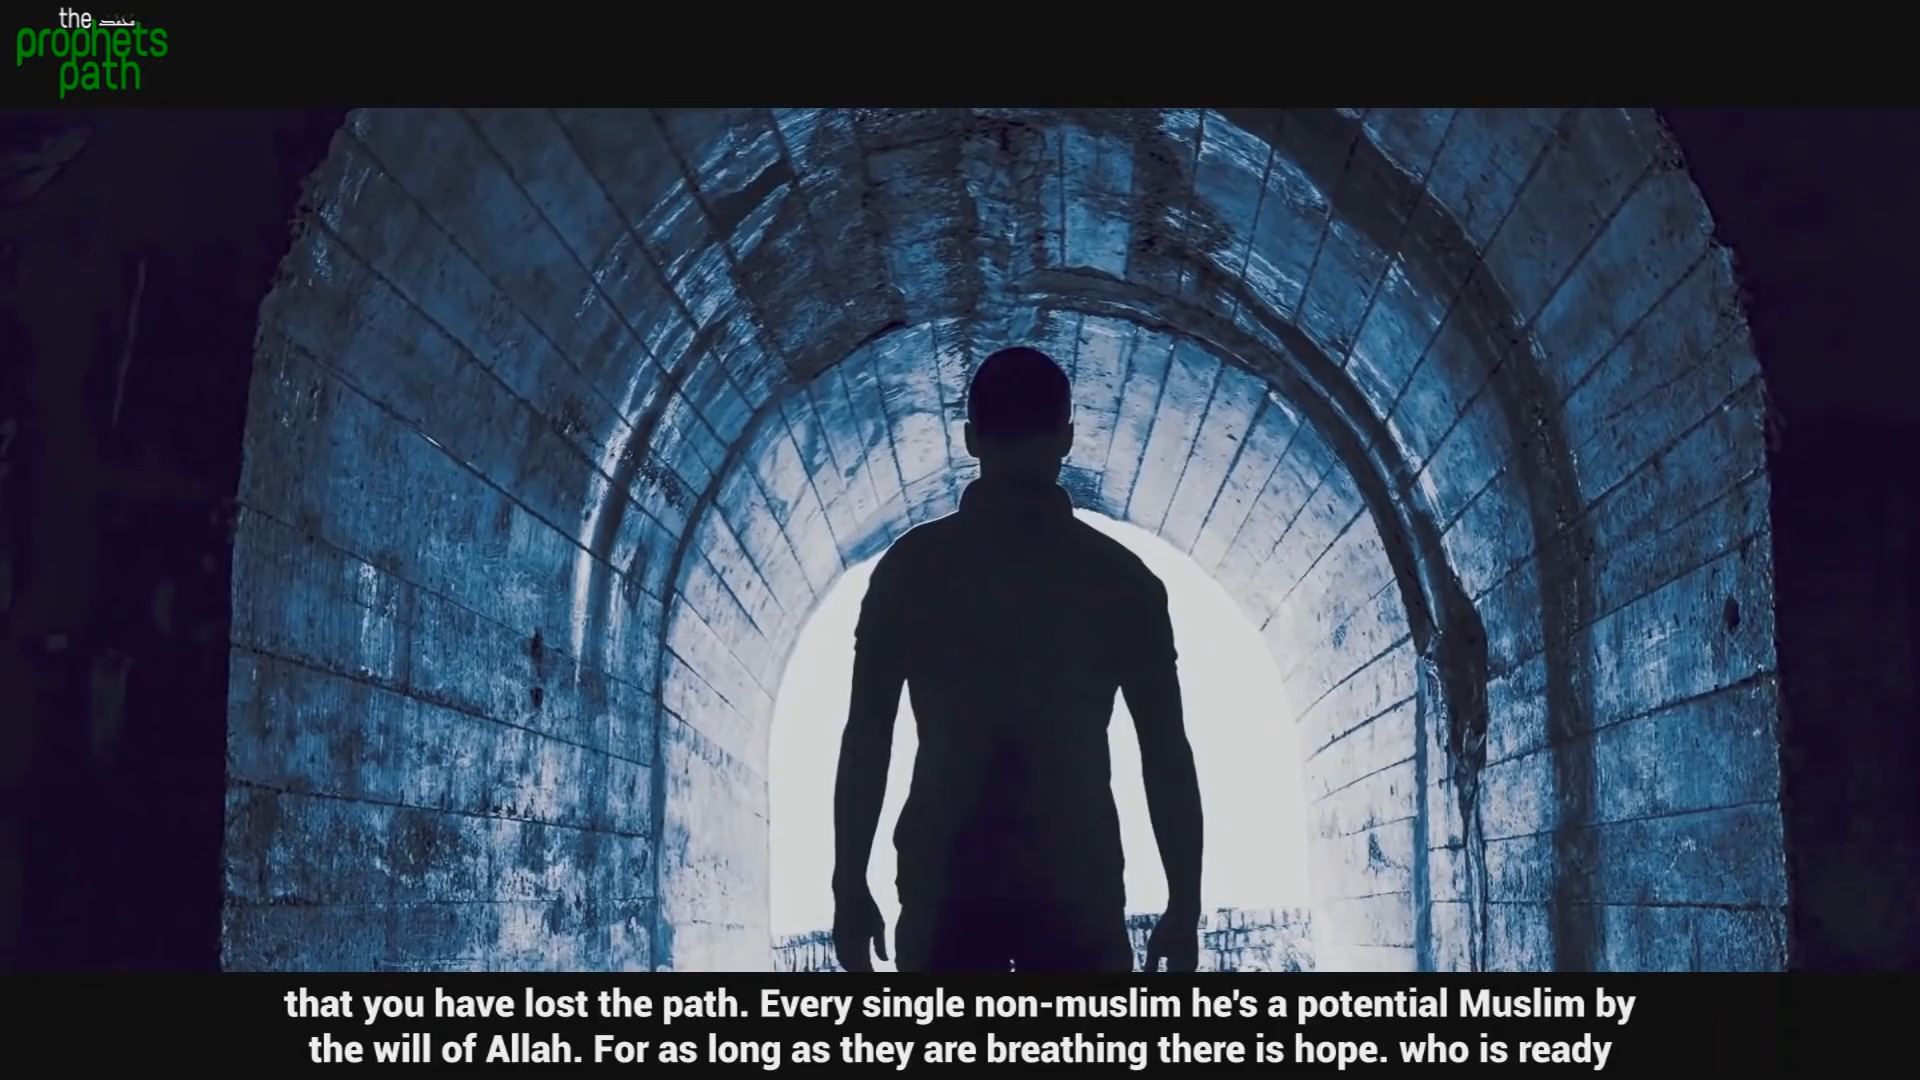 the
prophets
path
that you have lost the path. Every single non-muslim he's a potential Muslim by
the will of Allah. For as long as they are breathing there is hope. who is ready